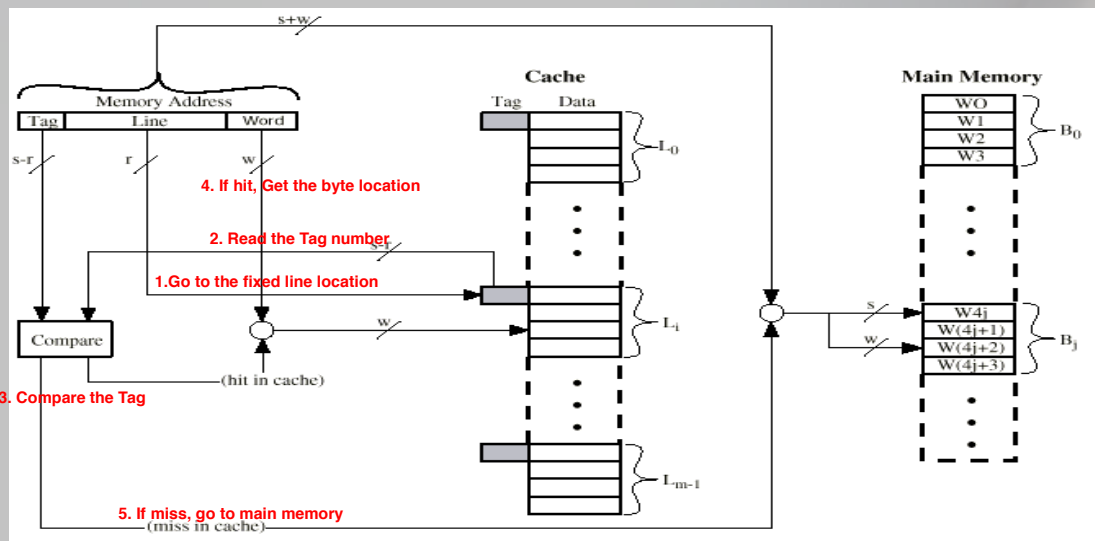 s+w
Cache
Main Memory
Memory Address
Tag Data
Tag Line Word
WO
W1
W2
W3
B0
L0
s-r
r
w
4. If hit, Get the byte location
2. Read the Tag number
s-r
1.Go to the fixed line location
Li
w
Compare
(hit in cache)
3. Compare the Tag
s
w
W4j
W(4j+1)
W(4j+2)
W(4j+3)
Bj
Lm-1
5. If miss, go to main memory
(miss in cache)